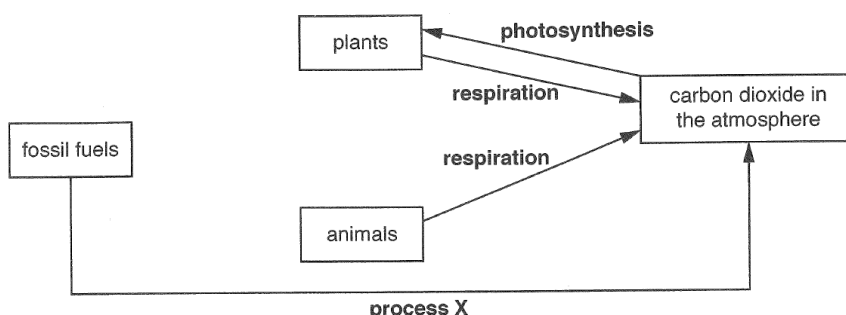 photosynthesis
plants
respiration
carbon dioxide in
the atmosphere
fossil fuels
respiration
animals
process X